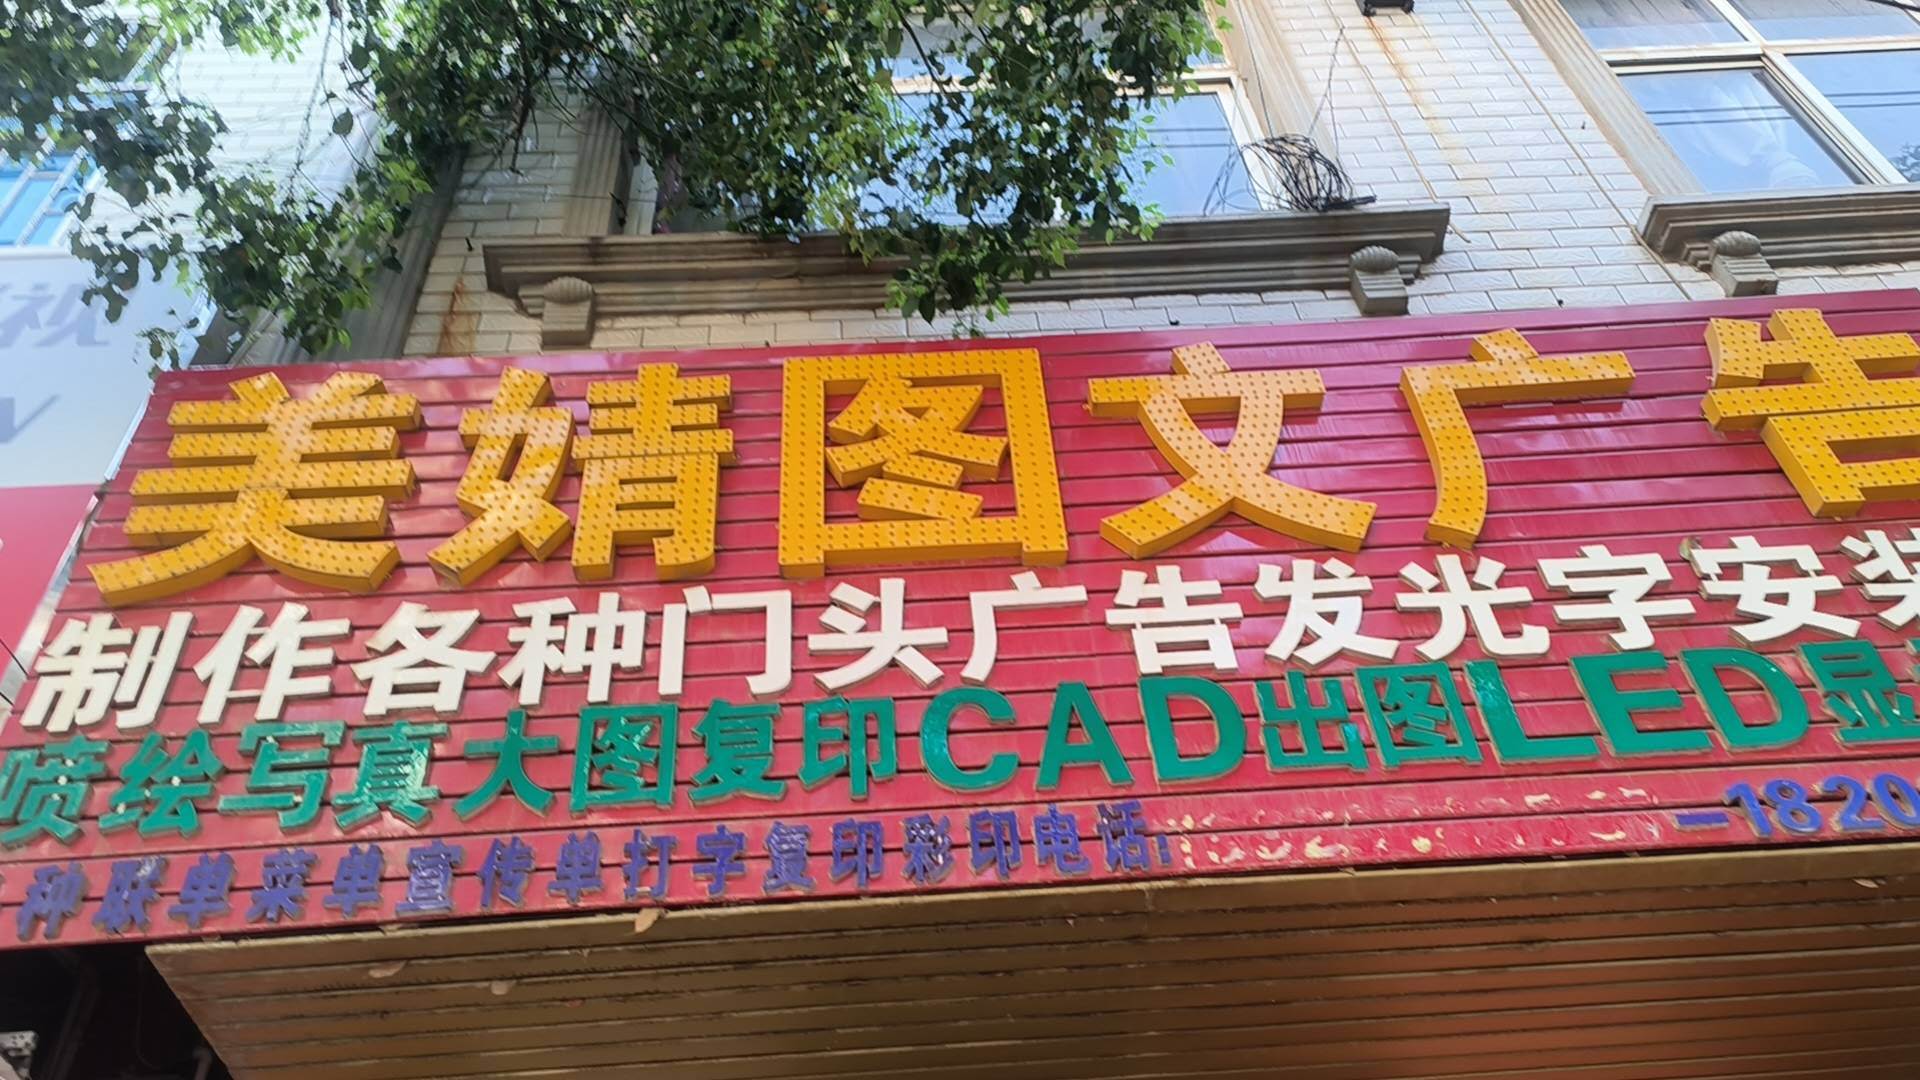 美婧图文广告
制作各种门头广告发光字安装
喷绘写真大图复印CAD出图LED显
种联单菜单宣传单打字复印彩印电话: -1820
视